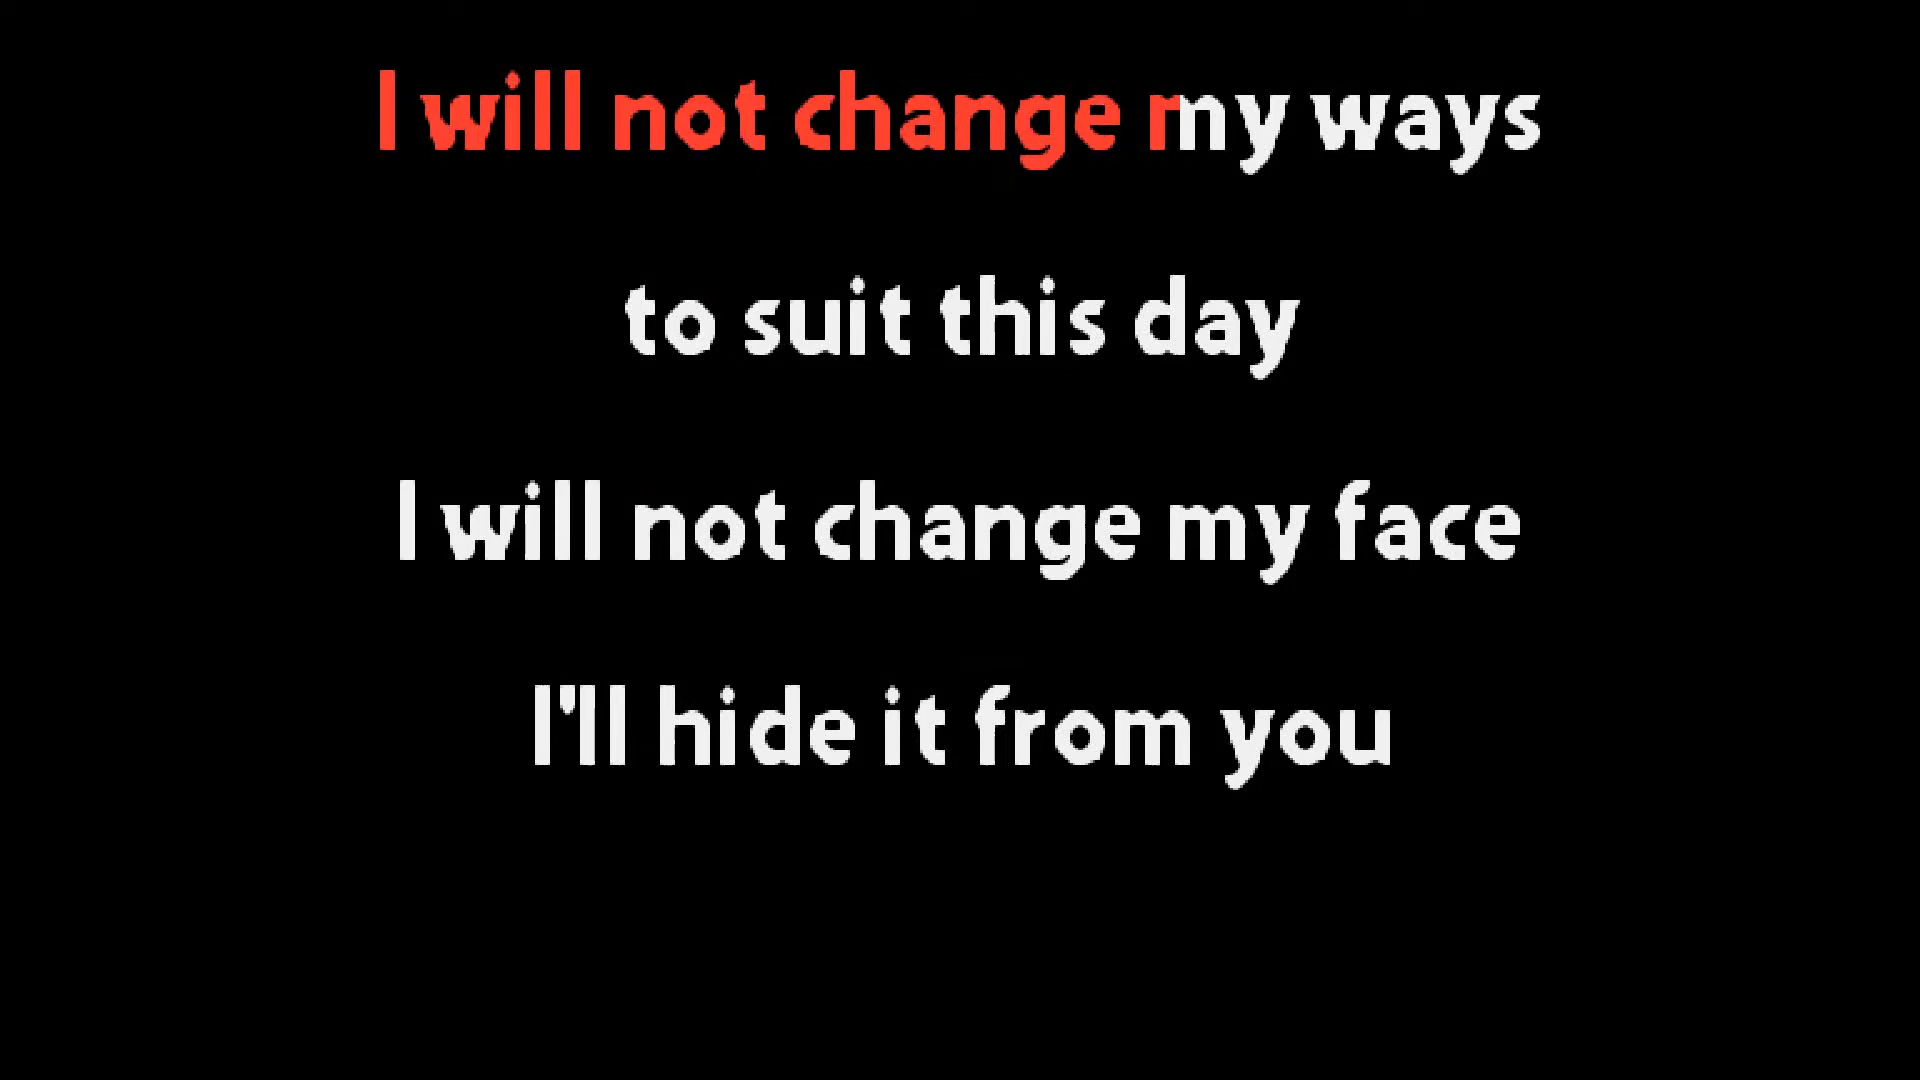 I will not change my ways
to suit this day
I will not change my face
I'll hide it from you